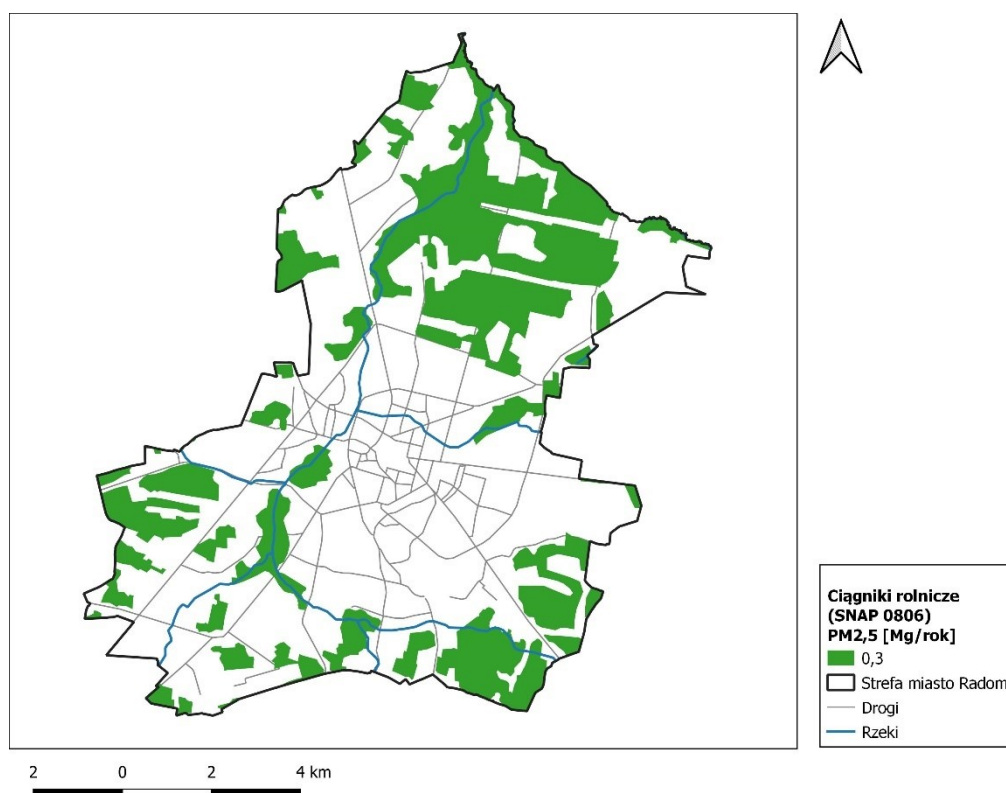 Ciągniki rolnicze
(SNAP 0806)
PM2,5 [Mg/rok]
0,3
Strefa miasto Radom
Drogi
Rzeki
2 0 2 4 km